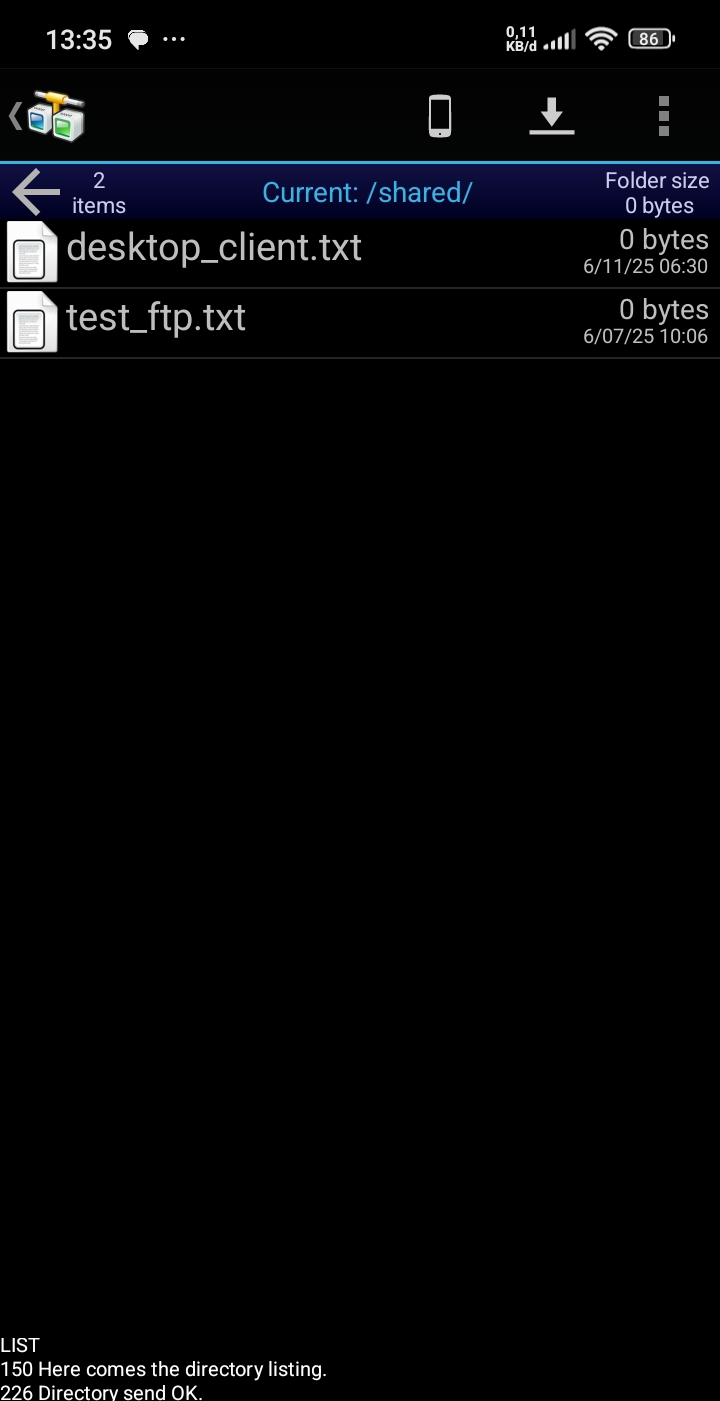 13:35 ...
0,11
KB/d
86
2
items
Current: /shared/
Folder size
0 bytes
desktop_client.txt
0 bytes
6/11/25 06:30
test_ftp.txt
0 bytes
6/07/25 10:06
LIST
150 Here comes the directory listing.
226 Directory send OK.